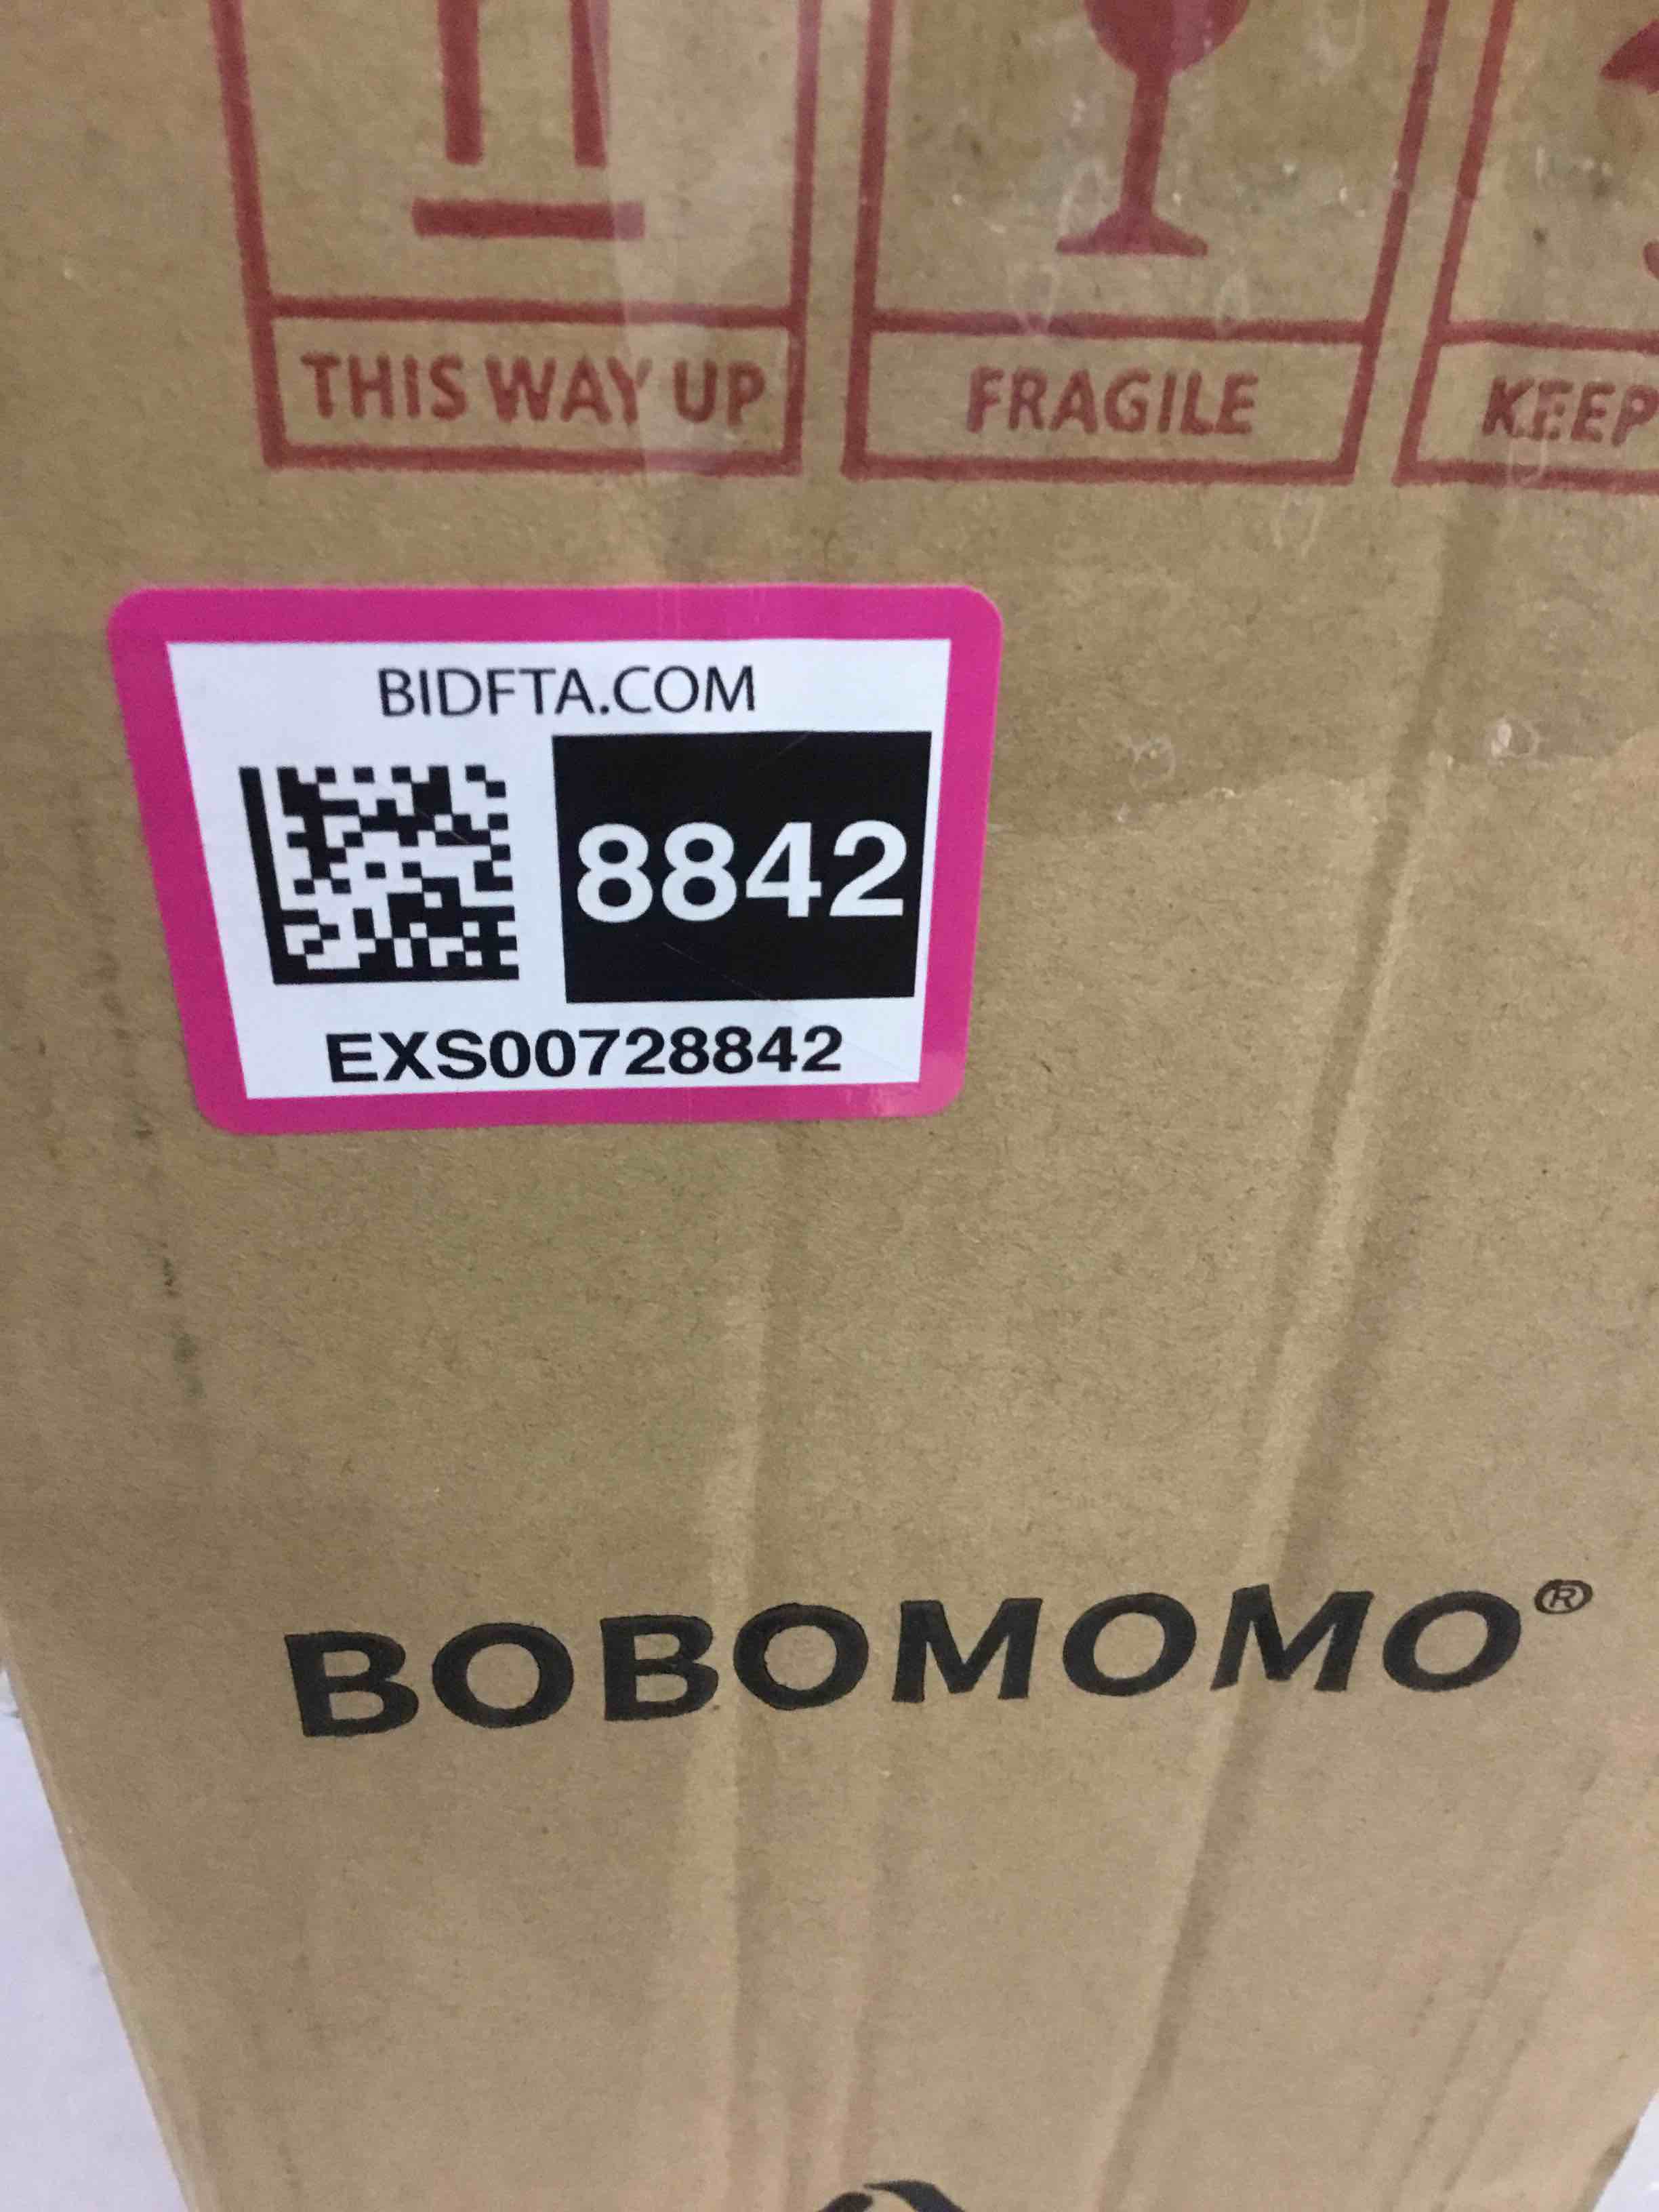 THIS WAY UP
FRAGILE
KEEP
BIDFTA.COM
8842
EXS00728842
BOBOMOMO®